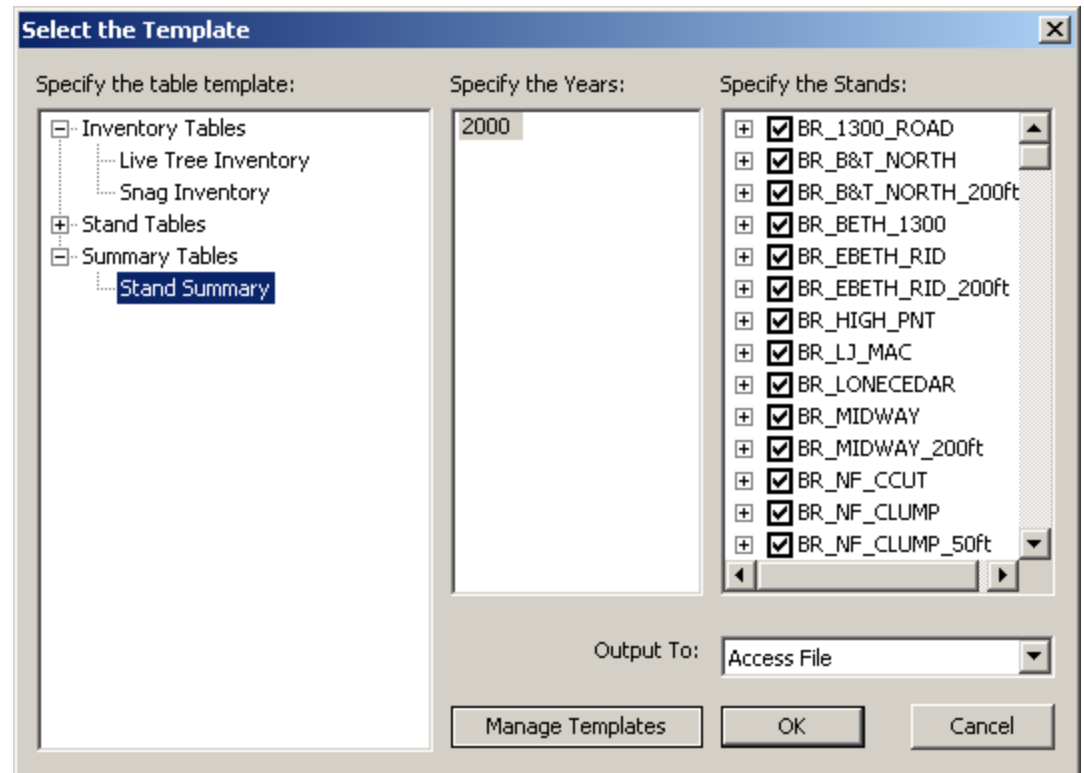 Select the Template
Specify the table template:
Inventory Tables
Live Tree Inventory
Snag Inventory
Stand Tables
Summary Tables
Stand Summary
Specify the Years:
2000
Specify the Stands:
BR_1300_ROAD
BR_B&T_NORTH
BR_B&T_NORTH_200ft
BR_BETH_1300
BR_EBETH_RID
BR_EBETH_RID_200ft
BR_HIGH_PNT
BR_LJ_MAC
BR_LONECEDAR
BR_MIDWAY
BR_MIDWAY_200ft
BR_NF_CCUT
BR_NF_CLUMP
BR_NF_CLUMP_50ft
Output To:
Access File
Manage Templates
OK
Cancel